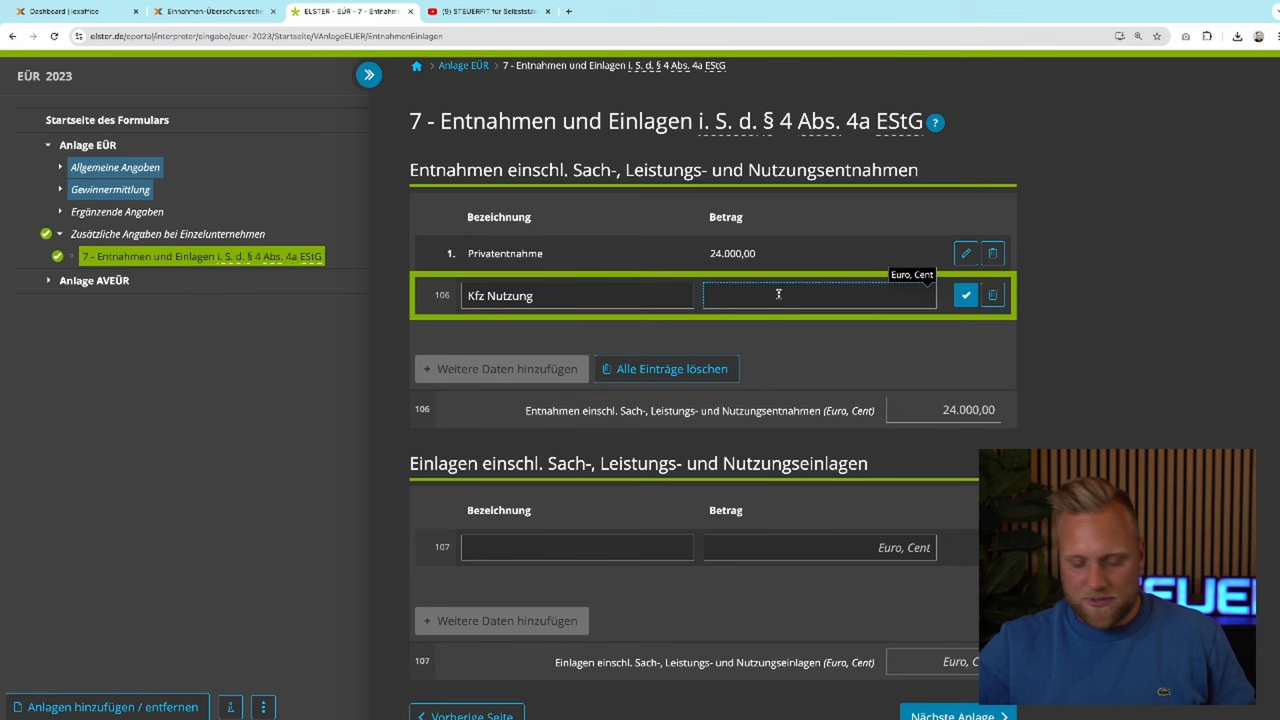 Dashboard | lexoffice
Einnahmen-Überschussrechn
ELSTER - EÜR - 7 - Entnahm
(9) STEUERFIT für Selbststä
elster.de/eportal/interpreter/eingabe/euer-2023/Startseite/VAnlageEUER/EntnahmenEinlagen
EÜR 2023
Startseite des Formulars
Anlage EÜR
Allgemeine Angaben
Gewinnermittlung
Ergänzende Angaben
Zusätzliche Angaben bei Einzelunternehmen
7 - Entnahmen und Einlagen i. S. d. § 4 Abs. 4a EStG
Anlage AVEÜR
Anlagen hinzufügen / entfernen
Anlage EÜR > 7 - Entnahmen und Einlagen i. S. d. § 4 Abs. 4a EStG
7 - Entnahmen und Einlagen i. S. d. § 4 Abs. 4a EStG ?
Entnahmen einschl. Sach-, Leistungs- und Nutzungsentnahmen
Bezeichnung Betrag
1. Privatentnahme 24.000,00
Euro, Cent
106 Kfz Nutzung
+ Weitere Daten hinzufügen Alle Einträge löschen
106 Entnahmen einschl. Sach-, Leistungs- und Nutzungsentnahmen (Euro, Cent) 24.000,00
Einlagen einschl. Sach-, Leistungs- und Nutzungseinlagen
Bezeichnung Betrag
107 Euro, Cent
+ Weitere Daten hinzufügen
107 Einlagen einschl. Sach-, Leistungs- und Nutzungseinlagen (Euro, Cent) Euro, C
Vorherige Seite Nächste Anlage